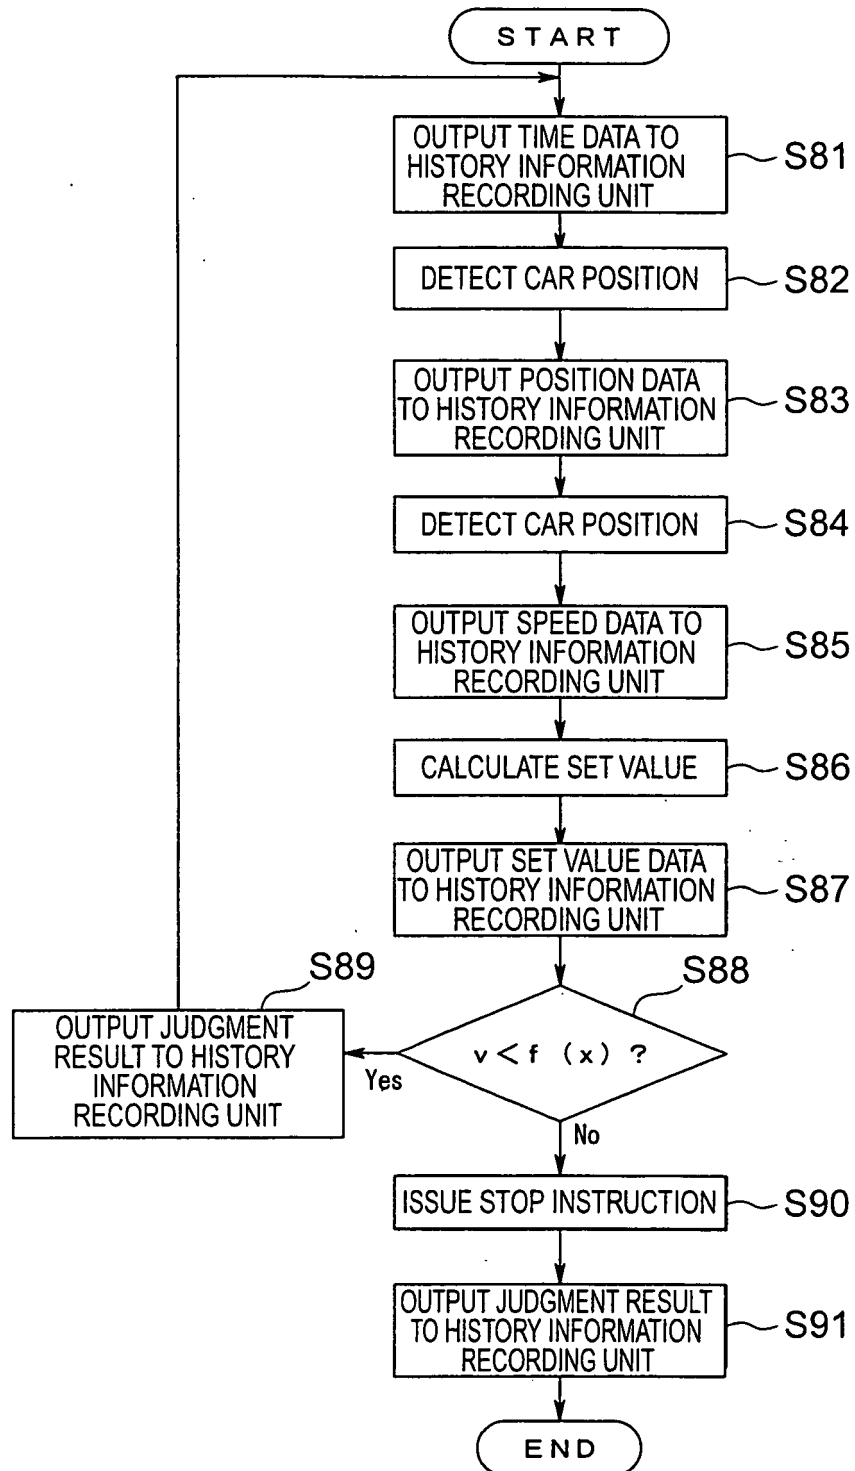 START
OUTPUT TIME DATA TO
HISTORY INFORMATION
RECORDING UNIT
S81
DETECT CAR POSITION
S82
OUTPUT POSITION DATA
TO HISTORY INFORMATION
RECORDING UNIT
S83
DETECT CAR POSITION
S84
OUTPUT SPEED DATA TO
HISTORY INFORMATION
RECORDING UNIT
S85
CALCULATE SET VALUE
S86
OUTPUT SET VALUE DATA
TO HISTORY INFORMATION
RECORDING UNIT
S87
S88
v < f (x) ?
Yes
S89
OUTPUT JUDGMENT
RESULT TO HISTORY
INFORMATION
RECORDING UNIT
No
ISSUE STOP INSTRUCTION
S90
OUTPUT JUDGMENT RESULT
TO HISTORY INFORMATION
RECORDING UNIT
S91
END